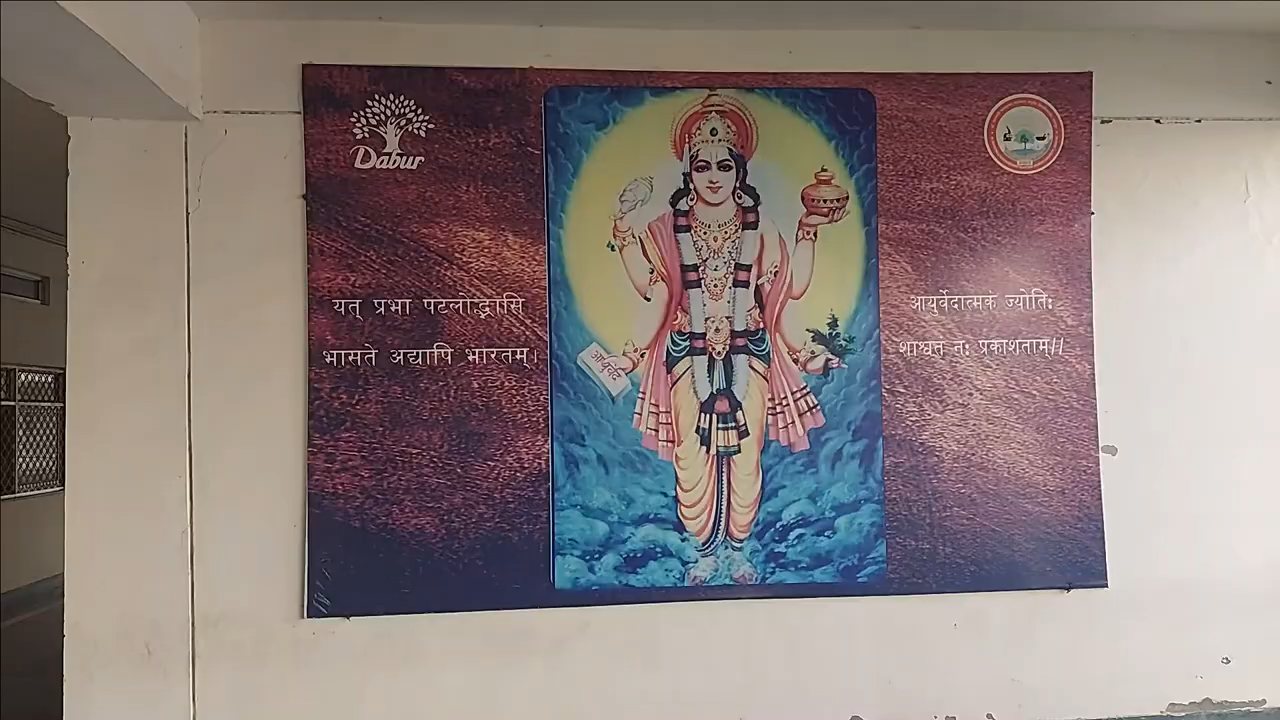 Dabur
यत् प्रभा पटलोद्भासि
भासते अद्यापि भारतम्।
आयुर्वेद
आयुर्वेदात्मकं ज्योतिः
शाश्वत नः प्रकाशताम्//